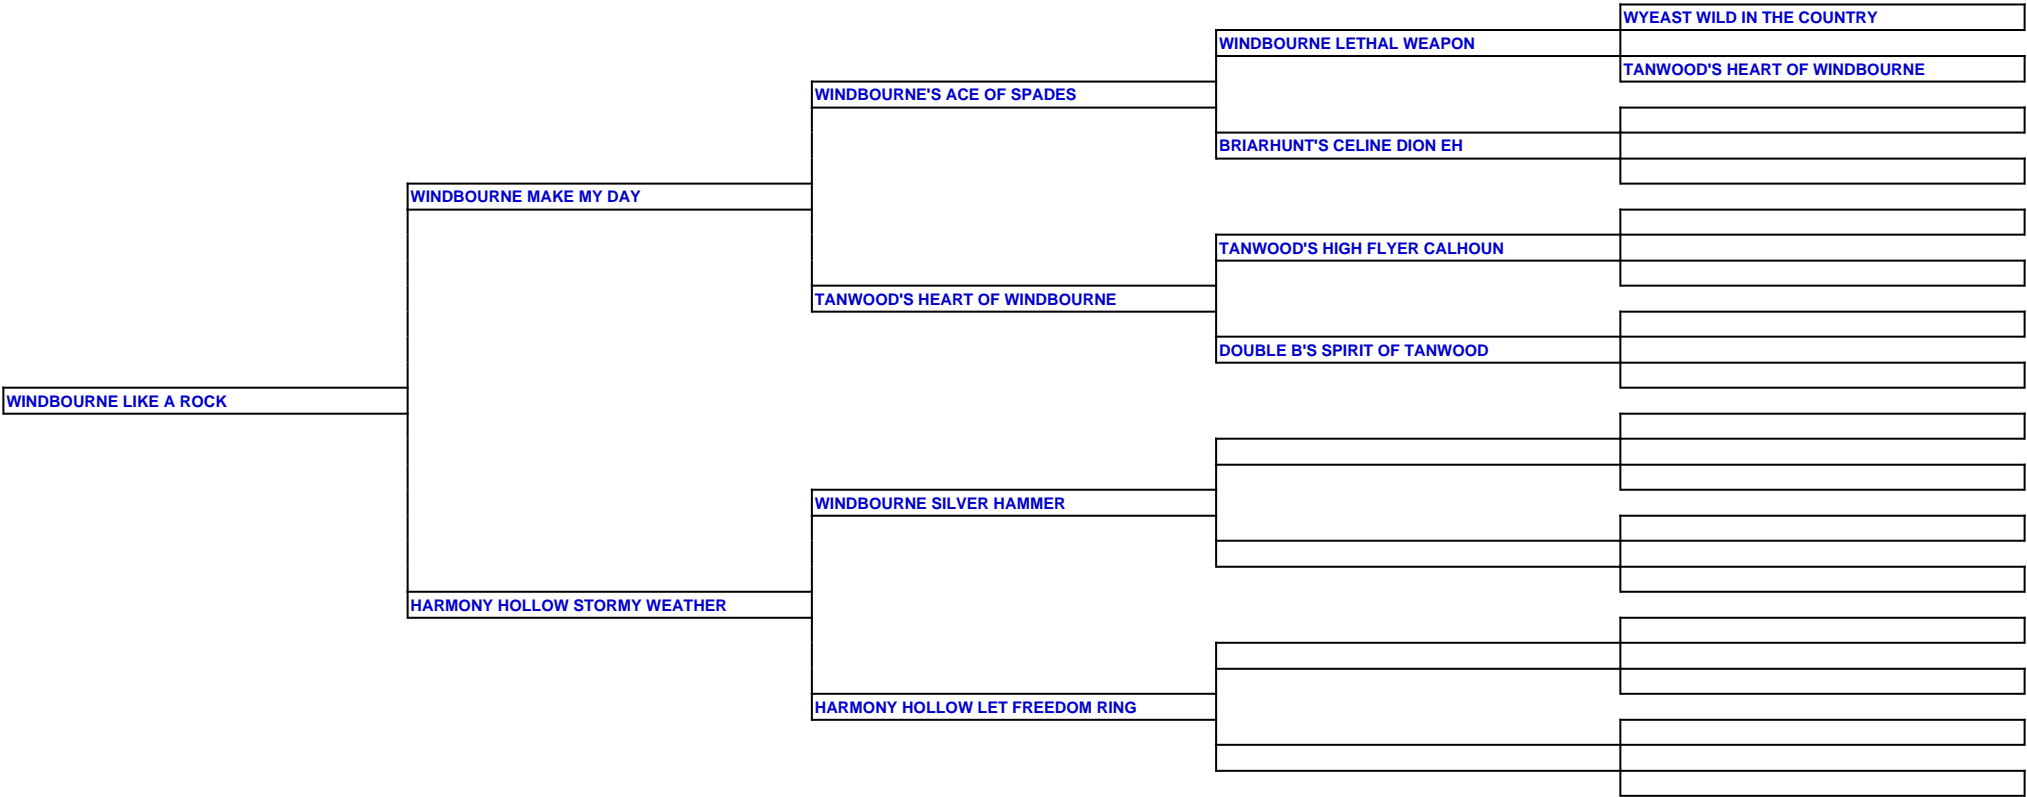 WYEAST WILD IN THE COUNTRY
WINDBOURNE LETHAL WEAPON
TANWOOD'S HEART OF WINDBOURNE
WINDBOURNE'S ACE OF SPADES
BRIARHUNT'S CELINE DION EH
WINDBOURNE MAKE MY DAY
TANWOOD'S HIGH FLYER CALHOUN
TANWOOD'S HEART OF WINDBOURNE
DOUBLE B'S SPIRIT OF TANWOOD
WINDBOURNE LIKE A ROCK
WINDBOURNE SILVER HAMMER
HARMONY HOLLOW STORMY WEATHER
HARMONY HOLLOW LET FREEDOM RING